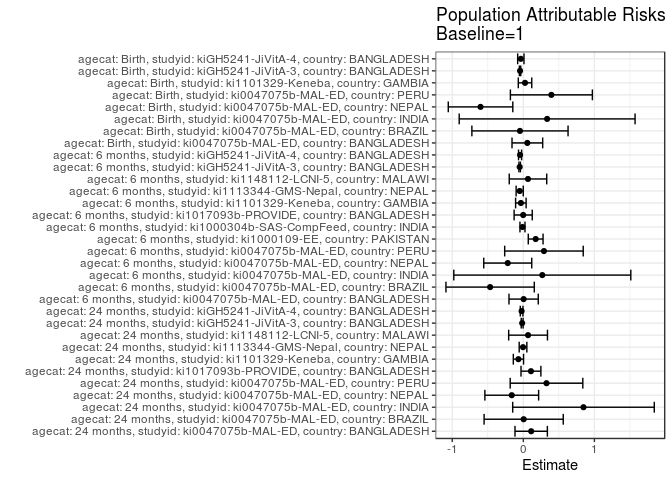 Population Attributable Risks
Baseline=1
agecat: Birth, studyid: kiGH5241-JiVitA-4, country: BANGLADESH
agecat: Birth, studyid: kiGH5241-JiVitA-3, country: BANGLADESH
agecat: Birth, studyid: ki1101329-Keneba, country: GAMBIA
agecat: Birth, studyid: ki0047075b-MAL-ED, country: PERU
agecat: Birth, studyid: ki0047075b-MAL-ED, country: NEPAL
agecat: Birth, studyid: ki0047075b-MAL-ED, country: INDIA
agecat: Birth, studyid: ki0047075b-MAL-ED, country: BRAZIL
agecat: Birth, studyid: ki0047075b-MAL-ED, country: BANGLADESH
agecat: 6 months, studyid: kiGH5241-JiVitA-4, country: BANGLADESH
agecat: 6 months, studyid: kiGH5241-JiVitA-3, country: BANGLADESH
agecat: 6 months, studyid: ki1148112-LCNI-5, country: MALAWI
agecat: 6 months, studyid: ki1113344-GMS-Nepal, country: NEPAL
agecat: 6 months, studyid: ki1101329-Keneba, country: GAMBIA
agecat: 6 months, studyid: ki1017093b-PROVIDE, country: BANGLADESH
agecat: 6 months, studyid: ki1000304b-SAS-CompFeed, country: INDIA
agecat: 6 months, studyid: ki1000109-EE, country: PAKISTAN
agecat: 6 months, studyid: ki0047075b-MAL-ED, country: PERU
agecat: 6 months, studyid: ki0047075b-MAL-ED, country: NEPAL
agecat: 6 months, studyid: ki0047075b-MAL-ED, country: INDIA
agecat: 6 months, studyid: ki0047075b-MAL-ED, country: BRAZIL
agecat: 6 months, studyid: ki0047075b-MAL-ED, country: BANGLADESH
agecat: 24 months, studyid: kiGH5241-JiVitA-4, country: BANGLADESH
agecat: 24 months, studyid: kiGH5241-JiVitA-3, country: BANGLADESH
agecat: 24 months, studyid: ki1148112-LCNI-5, country: MALAWI
agecat: 24 months, studyid: ki1113344-GMS-Nepal, country: NEPAL
agecat: 24 months, studyid: ki1101329-Keneba, country: GAMBIA
agecat: 24 months, studyid: ki1017093b-PROVIDE, country: BANGLADESH
agecat: 24 months, studyid: ki0047075b-MAL-ED, country: PERU
agecat: 24 months, studyid: ki0047075b-MAL-ED, country: NEPAL
agecat: 24 months, studyid: ki0047075b-MAL-ED, country: INDIA
agecat: 24 months, studyid: ki0047075b-MAL-ED, country: BRAZIL
agecat: 24 months, studyid: ki0047075b-MAL-ED, country: BANGLADESH
-1 0 1
Estimate